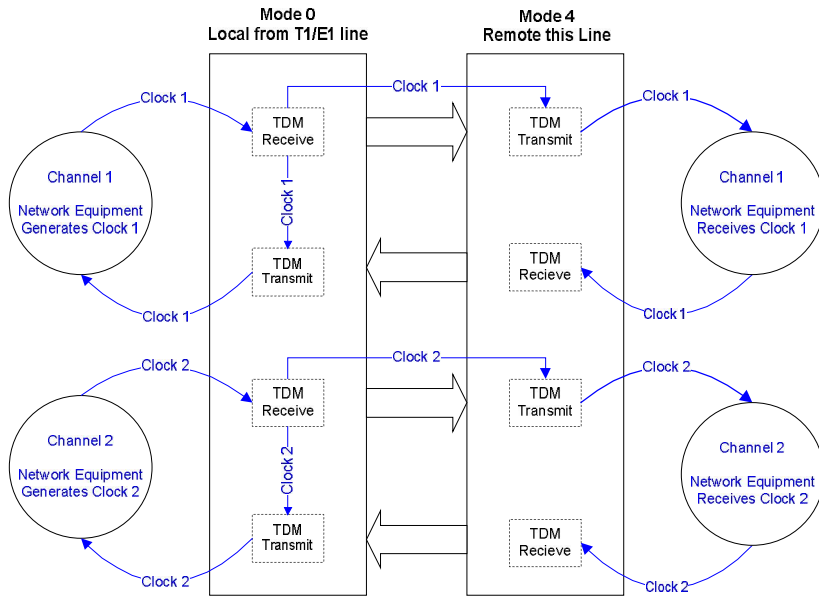 Mode 0
Local from T1/E1 line
Mode 4
Remote this Line
Clock 1
Clock 1
Clock 1
TDM
Receive
TDM
Transmit
Channel 1
Network Equipment
Generates Clock 1
Clock 1
Channel 1
Network Equipment
Receives Clock 1
TDM
Transmit
TDM
Recieve
Clock 1
Clock 1
Clock 2
Clock 2
Clock 2
TDM
Receive
TDM
Transmit
Channel 2
Network Equipment
Generates Clock 2
Clock 2
Channel 2
Network Equipment
Receives Clock 2
TDM
Transmit
TDM
Recieve
Clock 2
Clock 2